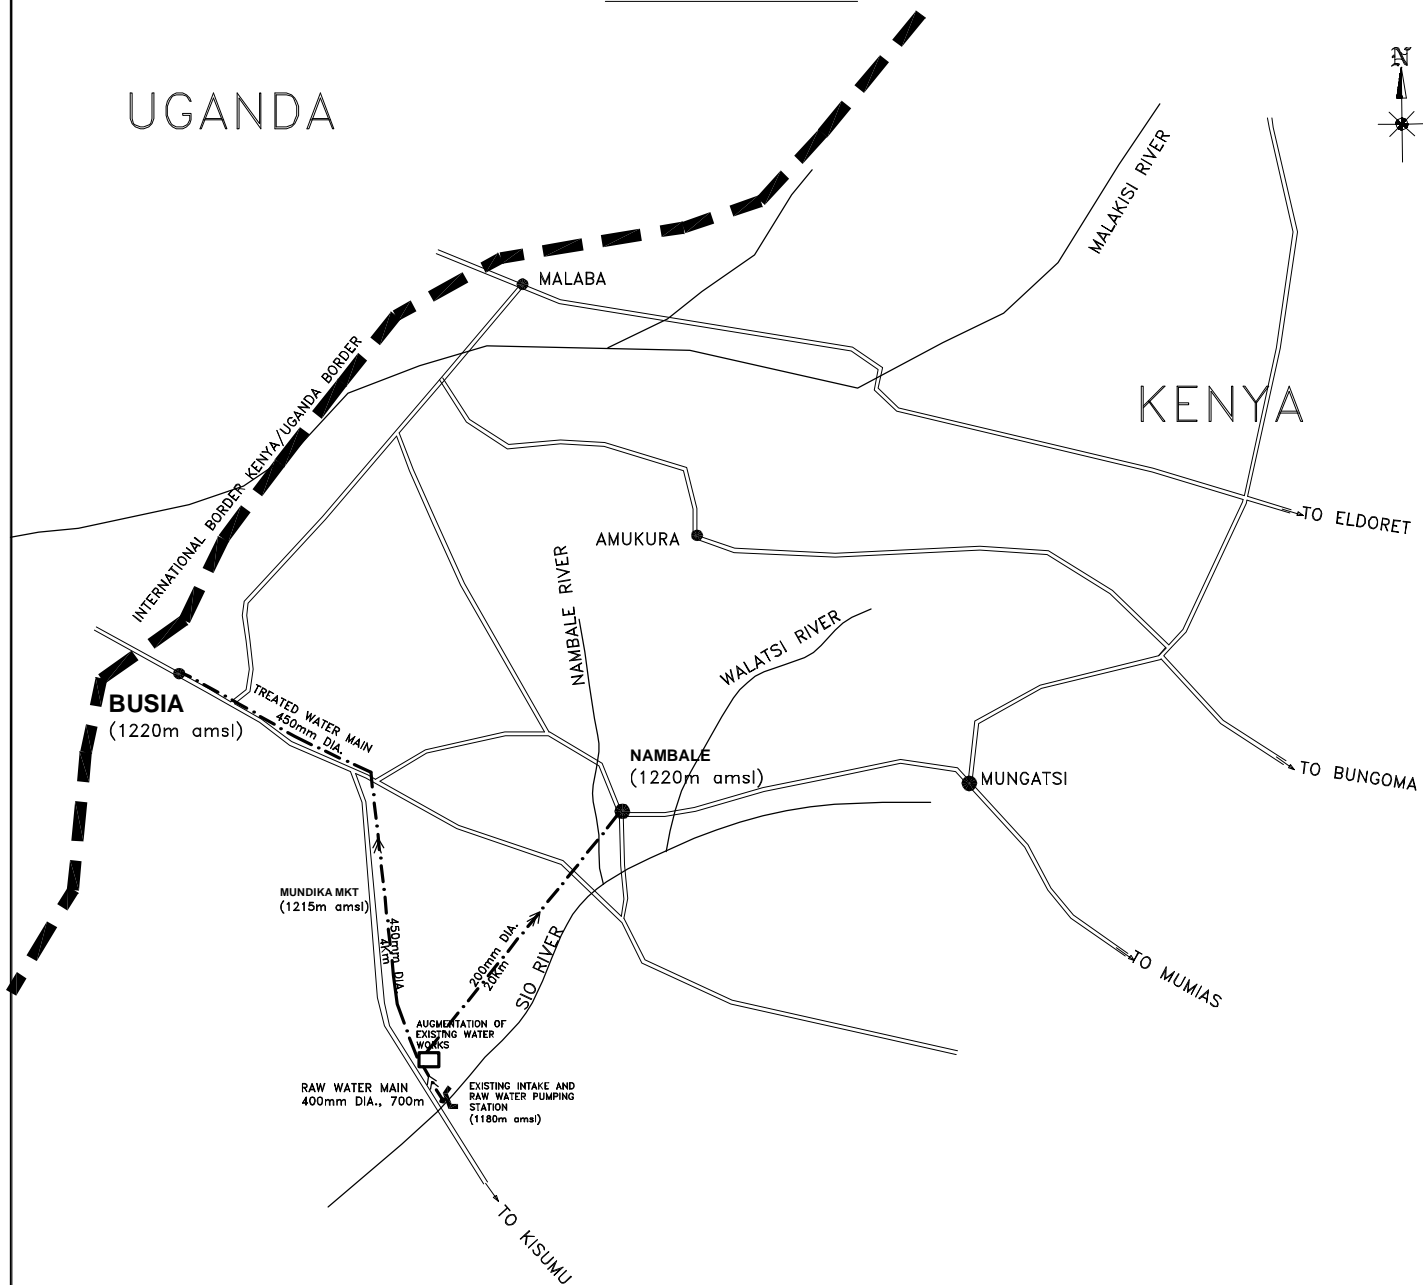 UGANDA
N
MALAKISI RIVER
MALABA
INTERNATIONAL BORDER KENYA/UGANDA BORDER
KENYA
TO ELDORET
AMUKURA
NAMBALE RIVER
WALATSI RIVER
BUSIA
(1220m amsl)
TREATED WATER MAIN
450mm DIA.
NAMBALE
(1220m amsl)
MUNGATSI
TO BUNGOMA
MUNDIKA MKT
(1215m amsl)
450mm DIA.
4Km
200mm DIA.
20Km
SIO RIVER
TO MUMIAS
AUGMENTATION OF
EXISTING WATER
WORKS
RAW WATER MAIN
400mm DIA., 700m
EXISTING INTAKE AND
RAW WATER PUMPING
STATION
(1180m amsl)
TO KISUMU